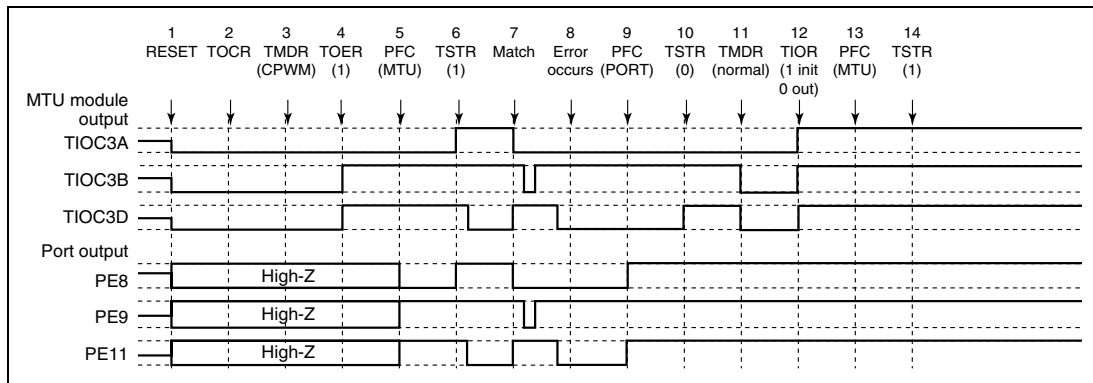 1 2 3 4 5 6 7 8 9 10 11 12 13 14
RESET TOCR TMDR TOER PFC TSTR Match Error PFC TSTR TMDR TIOR PFC TSTR
(CPWM) (1) (MTU) (1) occurs (PORT) (0) (normal) (1 init (MTU) (1)
0 out)
MTU module
output
TIOC3A
TIOC3B
TIOC3D
Port output
PE8 High-Z
PE9 High-Z
PE11 High-Z